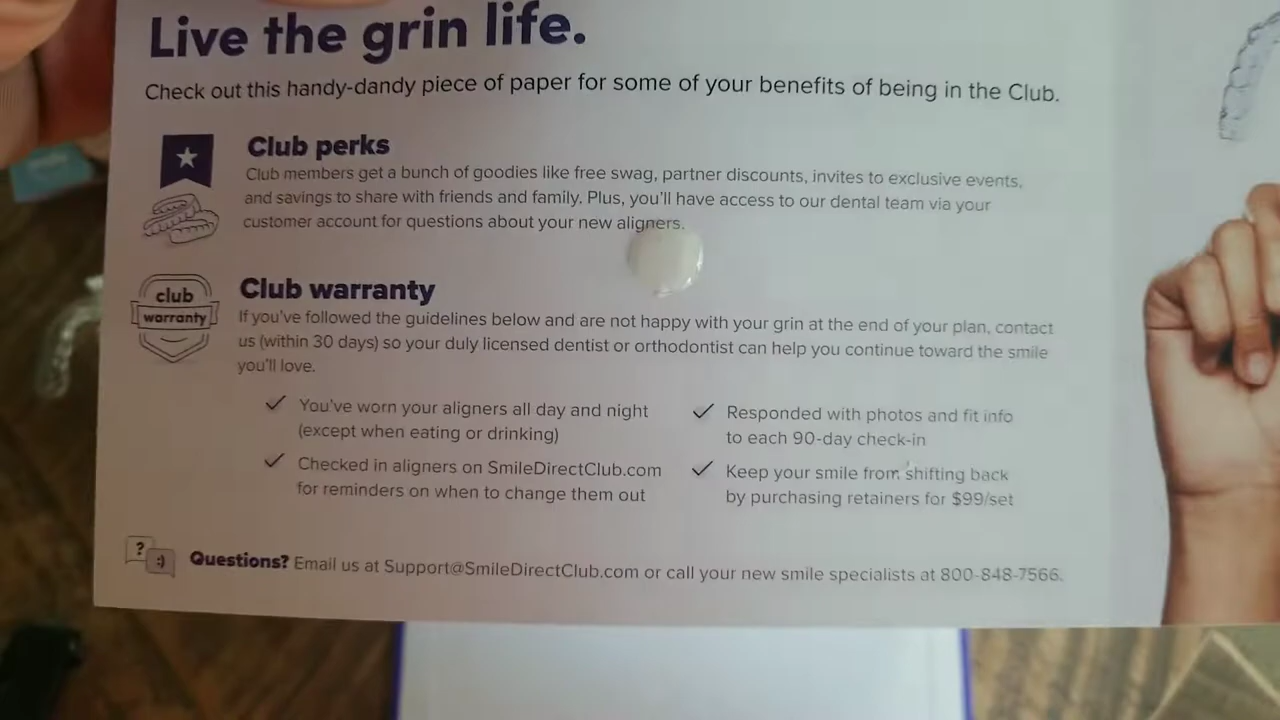 Live the grin life.
Check out this handy-dandy piece of paper for some of your benefits of being in the Club.
Club perks
Club members get a bunch of goodies like free swag, partner discounts, invites to exclusive events,
and savings to share with friends and family. Plus, you'll have access to our dental team via your
customer account for questions about your new aligners.
club
warranty
Club warranty
If you've followed the guidelines below and are not happy with your grin at the end of your plan, contact
us (within 30 days) so your duly licensed dentist or orthodontist can help you continue toward the smile
you'll love.
You've worn your aligners all day and night
(except when eating or drinking)
Checked in aligners on SmileDirectClub.com
for reminders on when to change them out
Responded with photos and fit info
to each 90-day check-in
Keep your smile from shifting back
by purchasing retainers for $99/set
? :)
Questions? Email us at Support@SmileDirectClub.com or call your new smile specialists at 800-848-7566.